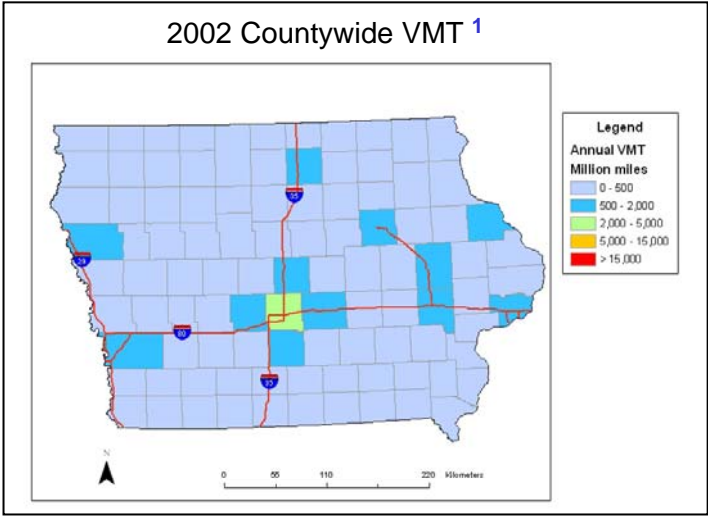 2002 Countywide VMT 1
Legend
Annual VMT
Million miles
0 - 500
500 - 2,000
2,000 - 5,000
5,000 - 15,000
> 15,000
35
29
80
35
N
0 55 110 220 Kilometers